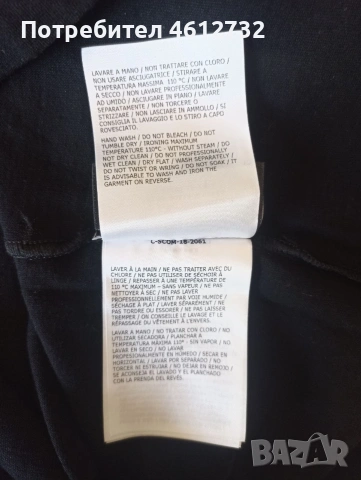 Потребител 4612732
LAVARE A MANO / NON TRATTARE CON CLORO /
NON USARE ASCIUGATRICE / STIRARE A
TEMPERATURA MASSIMA 110 °C / NON LAVARE
A SECCO / NON LAVARE PROFESSIONALMENTE
AD UMIDO / ASCIUGARE IN PIANO / LAVARE
SEPARATAMENTE / NON TORCERE O
STRIZZARE / NON LASCIARE IN AMMOLLO / SI
CONSIGLIA IL LAVAGGIO E LO STIRO A CAPO
ROVESCIATO.
HAND WASH / DO NOT BLEACH / DO NOT
TUMBLE DRY / IRONING MAXIMUM
TEMPERATURE 110°C - WITHOUT STEAM / DO
NOT DRY CLEAN / DO NOT PROFESSIONALLY
WET CLEAN / DRY FLAT / WASH SEPARATELY /
DO NOT TWIST OR WRING / DO NOT SOAK / IT
IS ADVISABLE TO WASH AND IRON THE
GARMENT ON REVERSE.
C-SCOM-18-2081
LAVER À LA MAIN / NE PAS TRAITER AVEC DU
CHLORE / NE PAS UTILISER DE SÉCHOIR À
LINGE / REPASSER À UNE TEMPÉRATURE DE
110 °C MAXIMUM – SANS VAPEUR / NE PAS
NETTOYER À SEC / NE PAS LAVER
PROFESSIONNELLEMENT PAR VOIE HUMIDE /
SÉCHAGE À PLAT / LAVER SÉPARÉMENT / NE
PAS TORDRE OU ESSORER / NE PAS LAISSER
TREMPER / ON CONSEILLE LE LAVAGE ET LE
REPASSAGE DU VÊTEMENT À L'ENVERS.
LAVAR A MANO / NO TRATAR CON CLORO / NO
UTILIZAR SECADORA / PLANCHAR A
TEMPERATURA MÁXIMA 110° - SIN VAPOR / NO
LAVAR EN SECO / NO LAVAR
PROFESIONALMENTE EN HÚMEDO / SECAR EN
HORIZONTAL / LAVAR POR SEPARADO / NO
TORCER NI ESTRUJAR / NO DEJAR EN REMOJO /
SE ACONSEJA EL LAVADO Y EL PLANCHADO
CON LA PRENDA DEL REVÉS.
BAZAR